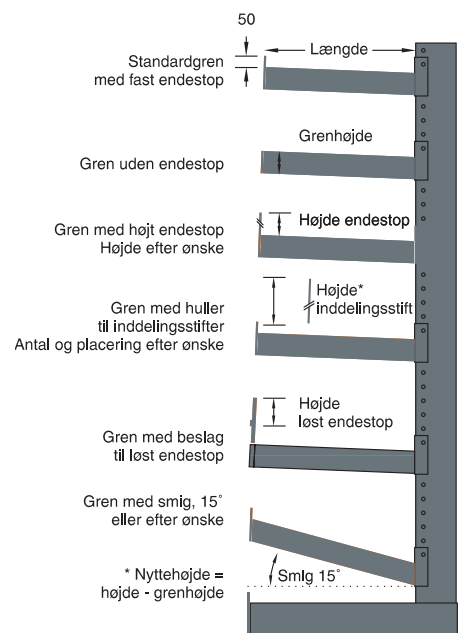 50
Længde
Standardgren
med fast endestop
Grenhøjde
Gren uden endestop
Højde endestop
Gren med højt endestop
Højde efter ønske
Højde*
inddelingsstift
Gren med huller
til inddelingsstifter
Antal og placering efter ønske
Højde
løst endestop
Gren med beslag
til løst endestop
Gren med smig, 15°
eller efter ønske
Smig 15°
* Nyttehøjde =
højde - grenhøjde